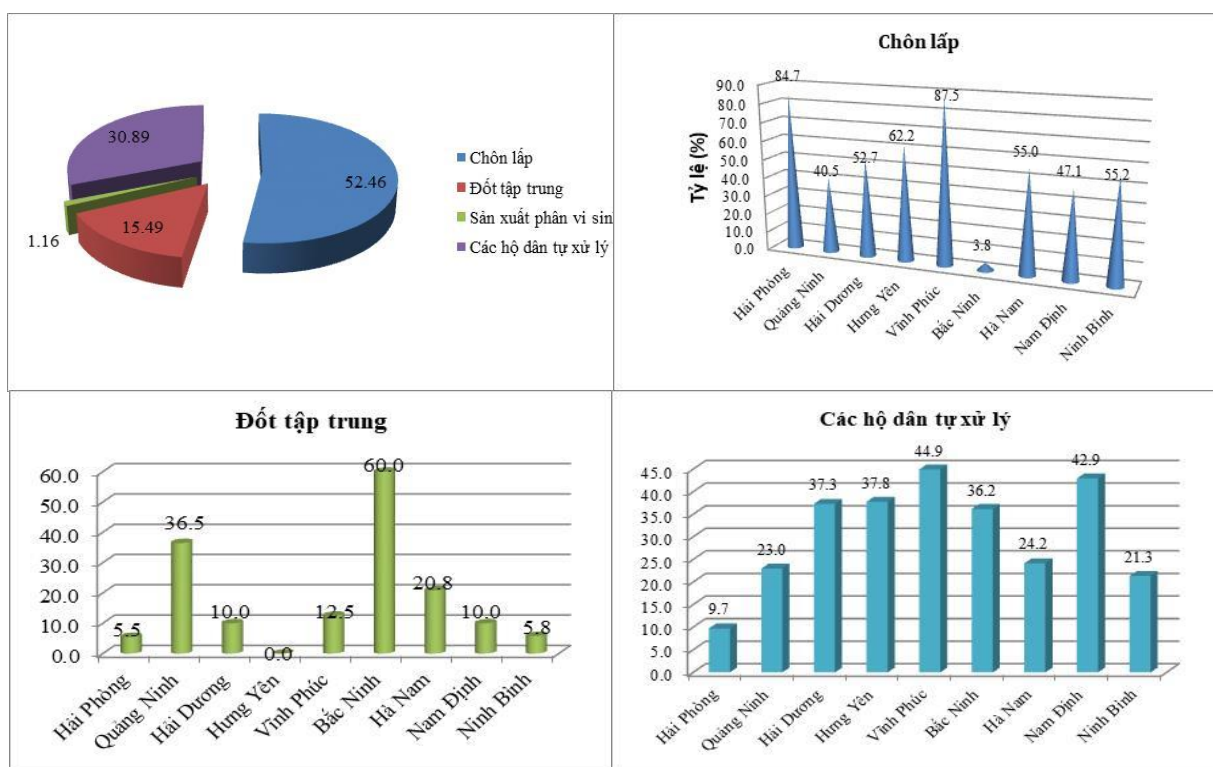 30.89
52.46
15.49
1.16
Chôn lấp
Đốt tập trung
Sản xuất phân vi sin
Các hộ dân tự xử lý
Chôn lấp
Tỷ lệ (%)
90.0
80.0
70.0
60.0
50.0
40.0
30.0
20.0
10.0
0.0
84.7
40.5
52.7
62.2
87.5
3.8
55.0
47.1
55.2
Hải Phòng
Quảng Ninh
Hải Dương
Hưng Yên
Vĩnh Phúc
Bắc Ninh
Hà Nam
Nam Định
Ninh Bình
Đốt tập trung
60.0
50.0
40.0
30.0
20.0
10.0
0.0
5.5
36.5
10.0
0.0
12.5
60.0
20.8
10.0
5.8
Hải Phòng
Quảng Ninh
Hải Dương
Hưng Yên
Vĩnh Phúc
Bắc Ninh
Hà Nam
Nam Định
Ninh Bình
Các hộ dân tự xử lý
45.0
40.0
35.0
30.0
25.0
20.0
15.0
10.0
5.0
0.0
9.7
23.0
37.3
37.8
44.9
36.2
24.2
42.9
21.3
Hải Phòng
Quảng Ninh
Hải Dương
Hưng Yên
Vĩnh Phúc
Bắc Ninh
Hà Nam
Nam Định
Ninh Bình